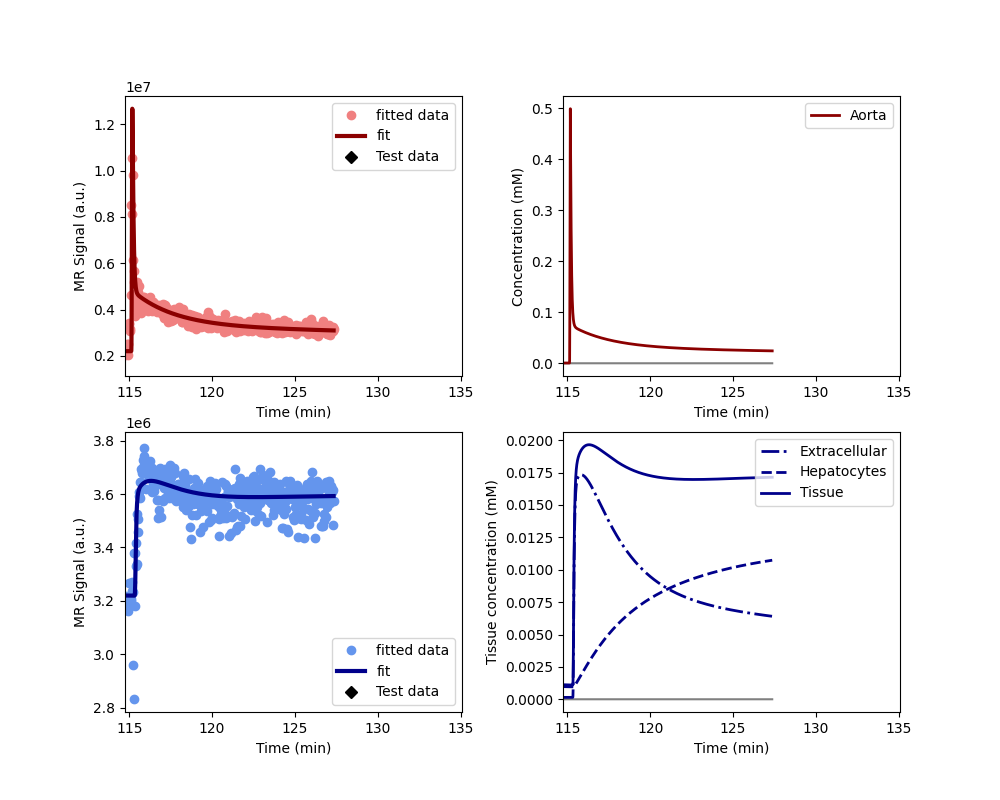 1e7
MR Signal (a.u.)
1.2
1.0
0.8
0.6
0.4
0.2
fitted data
fit
Test data
115 120 125 130 135
Time (min)
Concentration (mM)
0.5
0.4
0.3
0.2
0.1
0.0
Aorta
115 120 125 130 135
Time (min)
1e6
MR Signal (a.u.)
3.8
3.6
3.4
3.2
3.0
2.8
fitted data
fit
Test data
115 120 125 130 135
Time (min)
Tissue concentration (mM)
0.0200
0.0175
0.0150
0.0125
0.0100
0.0075
0.0050
0.0025
0.0000
Extracellular
Hepatocytes
Tissue
115 120 125 130 135
Time (min)